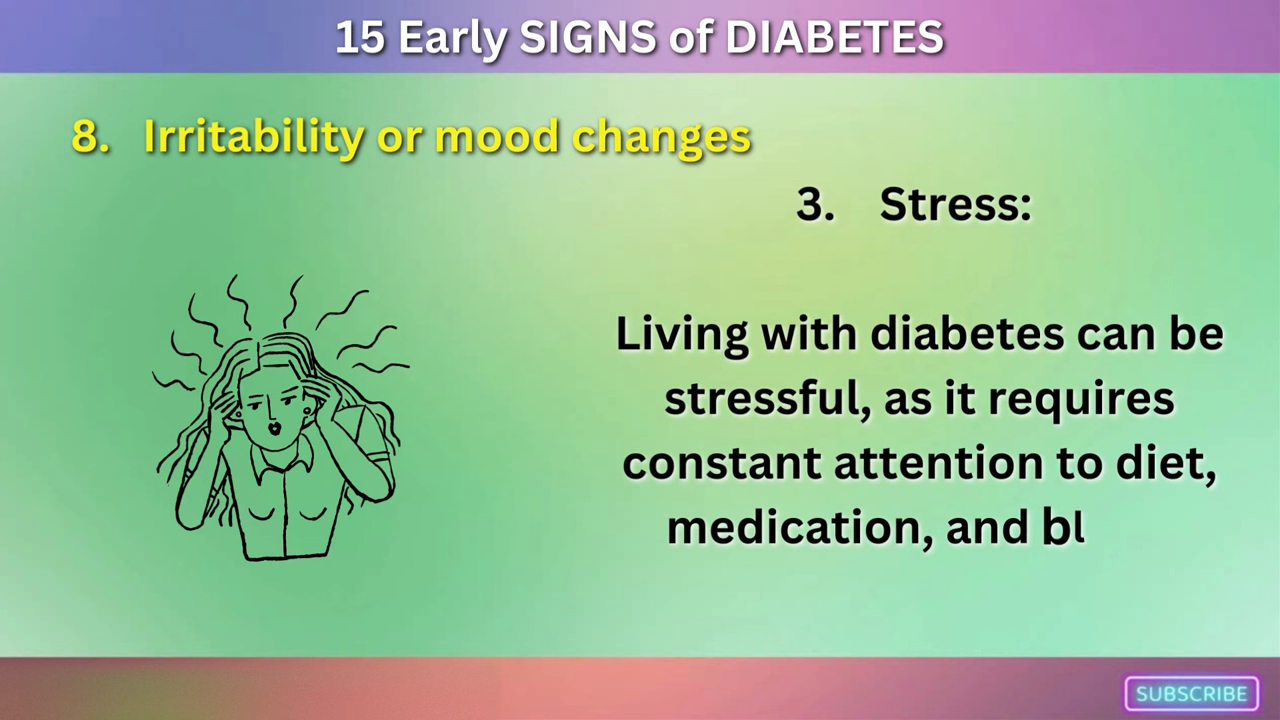 15 Early SIGNS of DIABETES
8. Irritability or mood changes
3. Stress:
Living with diabetes can be
stressful, as it requires
constant attention to diet,
medication, and bl
SUBSCRIBE